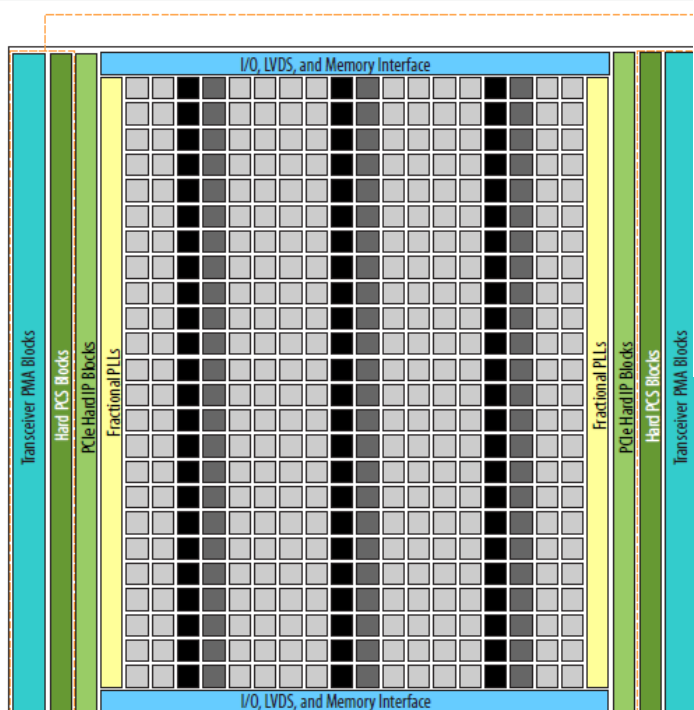 I/O, LVDS, and Memory Interface
Transceiver PMA Blocks
Hard PCS Blocks
PCIe Hard IP Blocks
Fractional PLLs
Fractional PLLs
PCIe Hard IP Blocks
Hard PCS Blocks
Transceiver PMA Blocks
I/O, LVDS, and Memory Interface